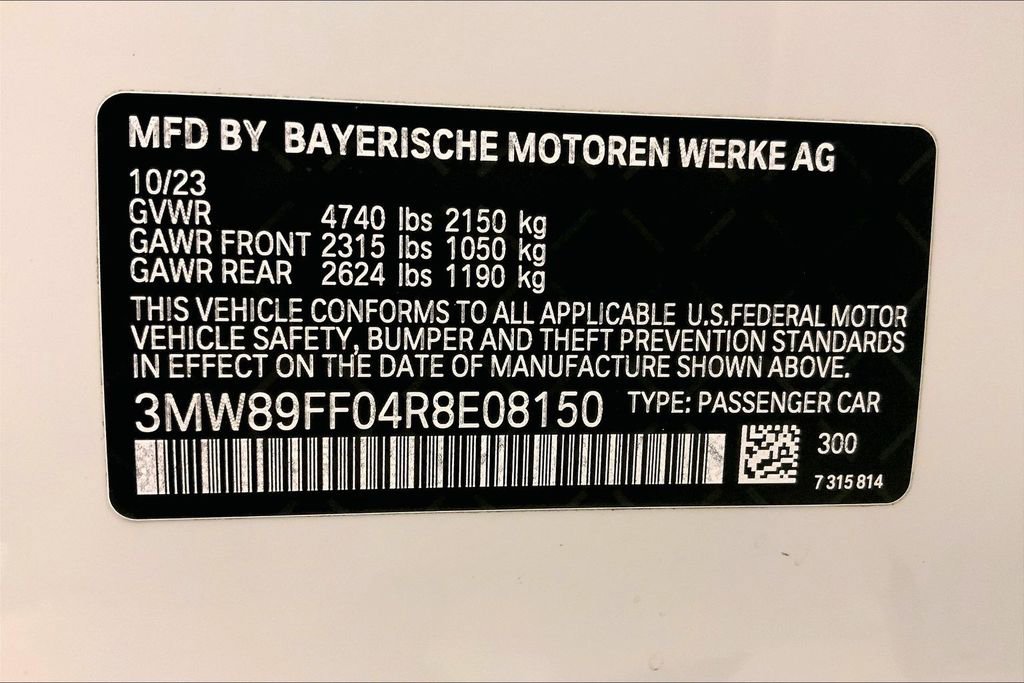 MFD BY BAYERISCHE MOTOREN WERKE AG
10/23
GVWR 4740 lbs 2150 kg
GAWR FRONT 2315 lbs 1050 kg
GAWR REAR 2624 lbs 1190 kg
THIS VEHICLE CONFORMS TO ALL APPLICABLE U.S.FEDERAL MOTOR
VEHICLE SAFETY, BUMPER AND THEFT PREVENTION STANDARDS
IN EFFECT ON THE DATE OF MANUFACTURE SHOWN ABOVE.
3MW89FF04R8E08150 TYPE: PASSENGER CAR
300
7 315 814